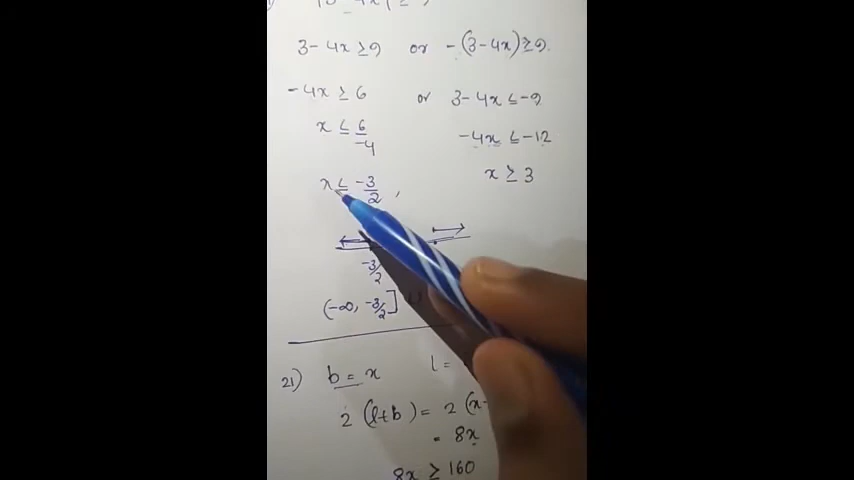 3 - 4x ≥ 9 or -(3 - 4x) ≥ 9.
-4x ≥ 6 or 3 - 4x ≤ -9
x ≤ 6/-4 -4x ≤ -12
x ≤ -3/2 , x ≥ 3
-3/2
(-∞, -3/2]
21) b = x l =
2 (l+b) = 2 (x
= 8x
8x ≥ 160